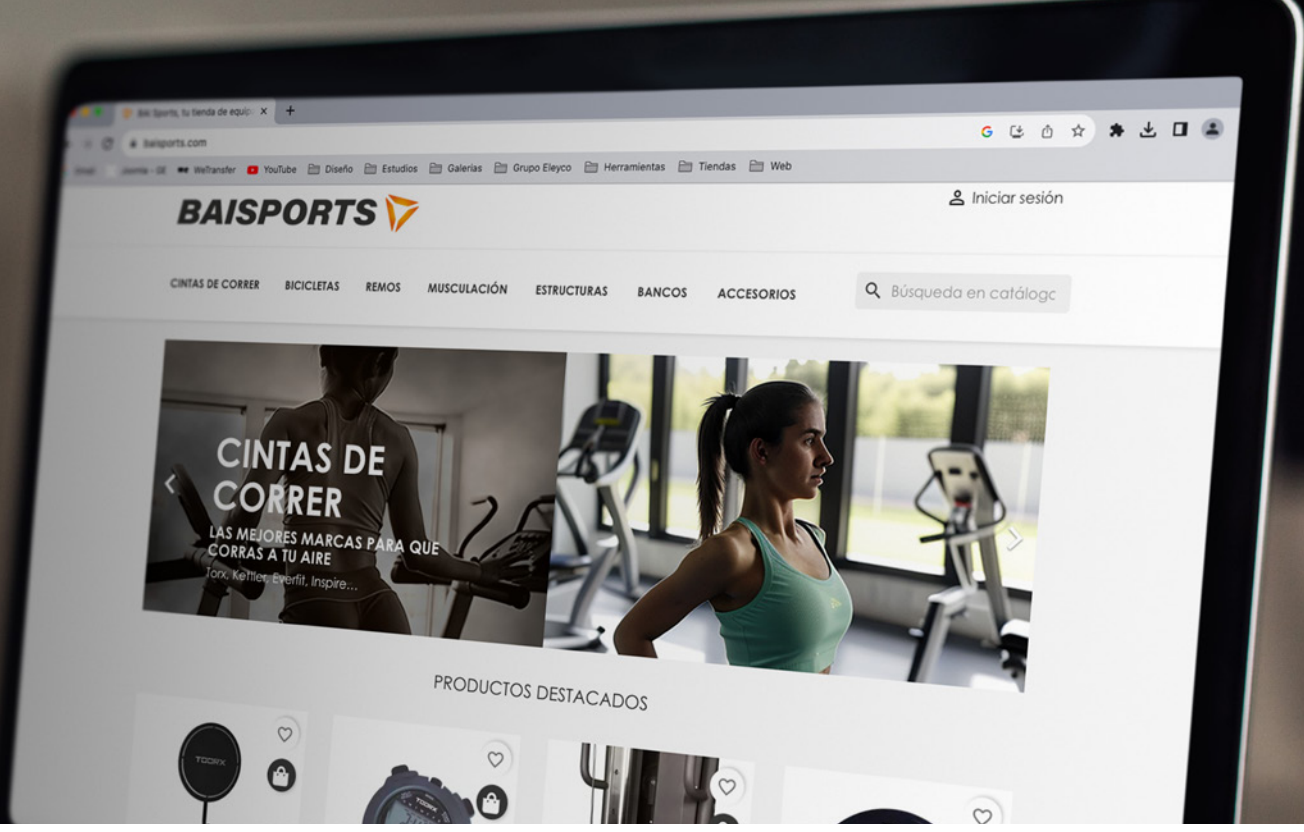 BAI Sports, tu tienda de equip
baisports.com
WeTransfer YouTube Diseño Estudios Galerias Grupo Eleyco Herramientas Tiendas Web
BAISPORTS
Iniciar sesión
CINTAS DE CORRER BICICLETAS REMOS MUSCULACIÓN ESTRUCTURAS BANCOS ACCESORIOS
Búsqueda en catálogo
CINTAS DE
CORRER
LAS MEJORES MARCAS PARA QUE
CORRAS A TU AIRE
Torx, Kettler, Everfit, Inspire...
PRODUCTOS DESTACADOS
TOORX
TOORX